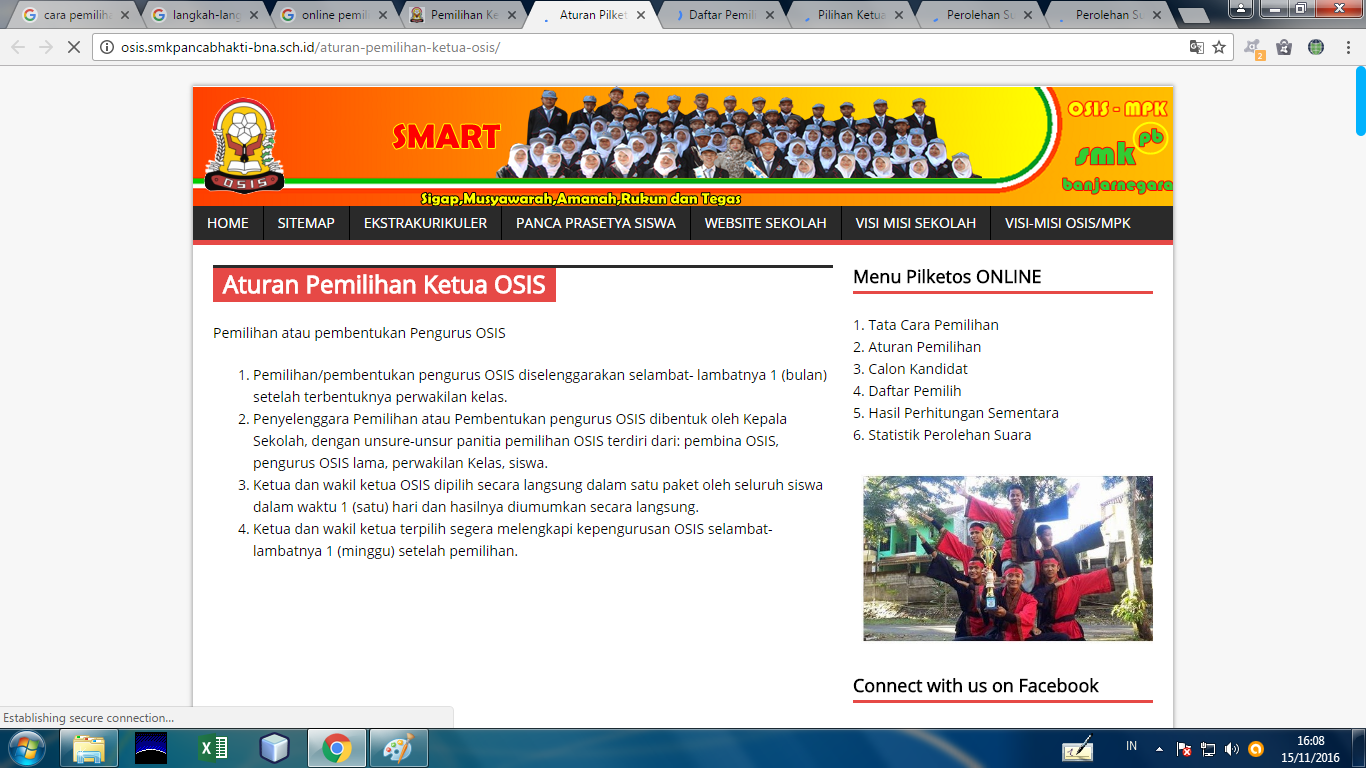 cara pemiliha
langkah-lang
online pemil
Pemilihan Ke
Aturan Pilket
Daftar Pemili
Pilihan Ketua
Perolehan Su
Perolehan Su
osis.smkpancabhakti-bna.sch.id/aturan-pemilihan-ketua-osis/
2
OSIS
SMART
Sigap,Musyawarah,Amanah,Rukun dan Tegas
OSIS - MPK
smk pb
banjarnegara
HOME SITEMAP EKSTRAKURIKULER PANCA PRASETYA SISWA WEBSITE SEKOLAH VISI MISI SEKOLAH VISI-MISI OSIS/MPK
Aturan Pemilihan Ketua OSIS
Pemilihan atau pembentukan Pengurus OSIS
1. Pemilihan/pembentukan pengurus OSIS diselenggarakan selambat- lambatnya 1 (bulan)
setelah terbentuknya perwakilan kelas.
2. Penyelenggara Pemilihan atau Pembentukan pengurus OSIS dibentuk oleh Kepala
Sekolah, dengan unsure-unsur panitia pemilihan OSIS terdiri dari: pembina OSIS,
pengurus OSIS lama, perwakilan Kelas, siswa.
3. Ketua dan wakil ketua OSIS dipilih secara langsung dalam satu paket oleh seluruh siswa
dalam waktu 1 (satu) hari dan hasilnya diumumkan secara langsung.
4. Ketua dan wakil ketua terpilih segera melengkapi kepengurusan OSIS selambat-
lambatnya 1 (minggu) setelah pemilihan.
Menu Pilketos ONLINE
1. Tata Cara Pemilihan
2. Aturan Pemilihan
3. Calon Kandidat
4. Daftar Pemilih
5. Hasil Perhitungan Sementara
6. Statistik Perolehan Suara
Connect with us on Facebook
Establishing secure connection...
IN
16:08
15/11/2016